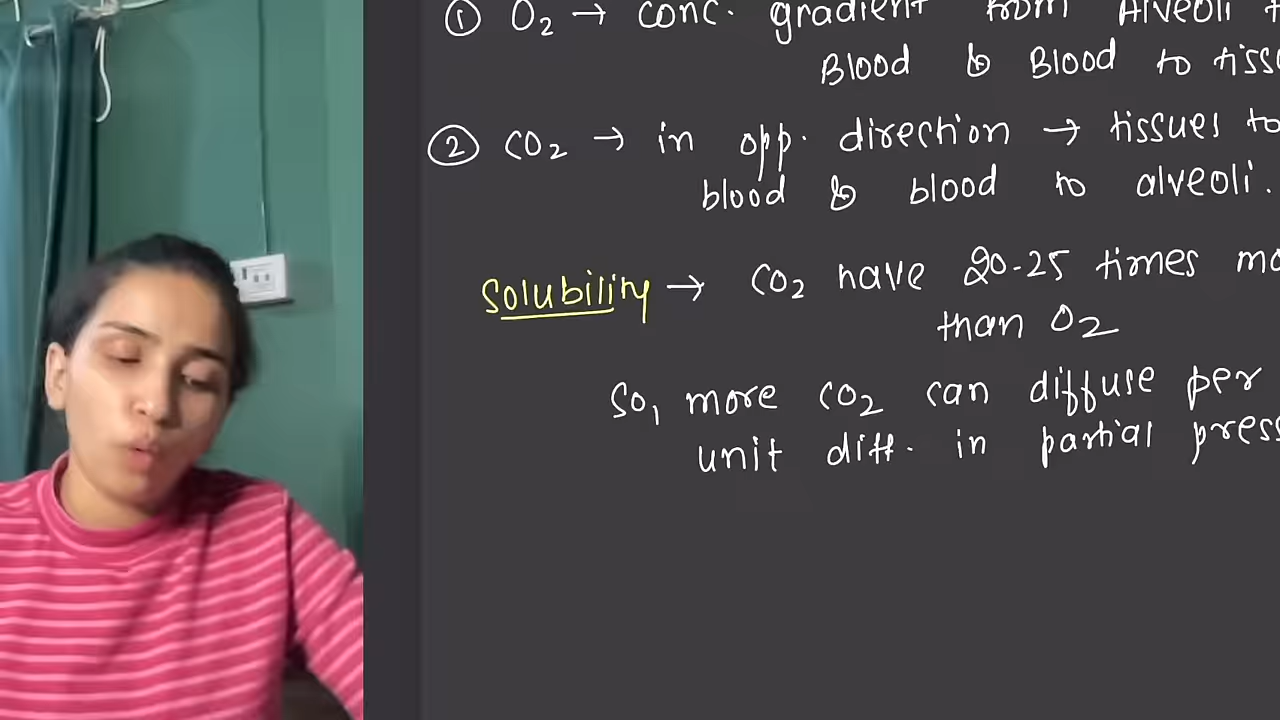 ① O₂ → conc. gradient from Alveoli
Blood & Blood to
② CO₂ → in opp. direction → tissues to
blood & blood to alveoli.
Solubility → CO₂ have 20-25 times
than O₂
So, more CO₂ can diffuse per
unit diff. in partial